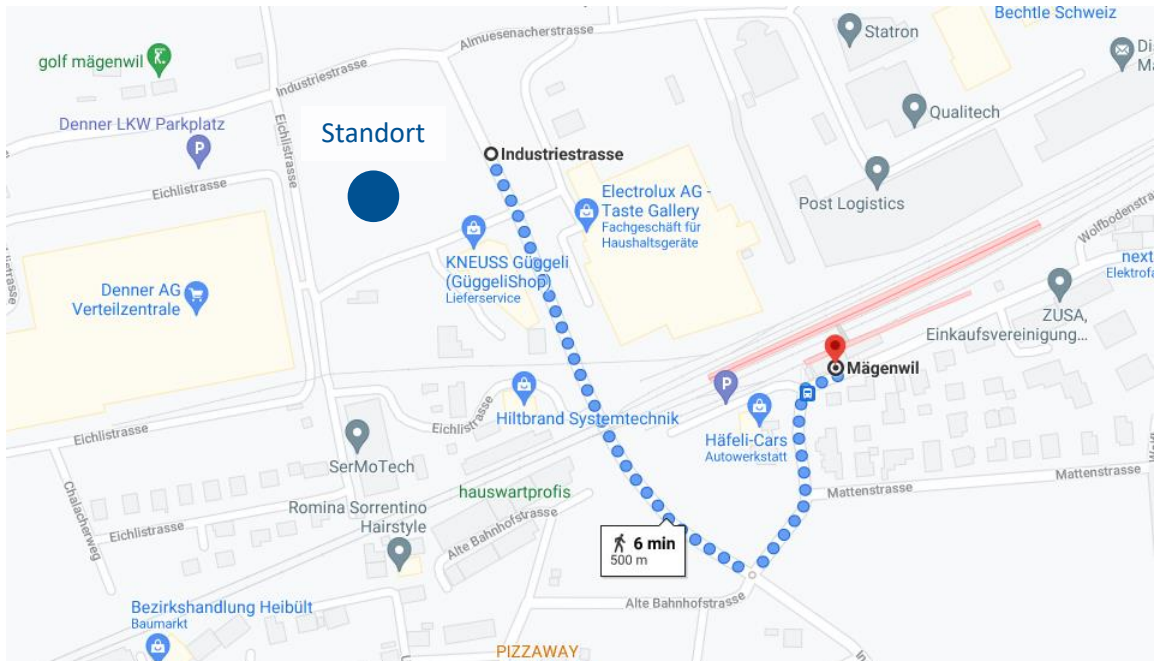 Bechtle Schweiz
Almuesenacherstrasse
Statron
golf mägenwil
Industriestrasse
Denner LKW Parkplatz
P
Eichlistrasse
Standort
Qualitech
Industriestrasse
Eichlistrasse
Electrolux AG -
Taste Gallery
Fachgeschäft für
Haushaltsgeräte
Post Logistics
Wolfbodenstra
KNEUSS Güggeli
(GüggeliShop)
Lieferservice
next
Elektrofa
Denner AG
Verteilzentrale
ZUSA,
Einkaufsvereinigung...
Mägenwil
P
Hiltbrand Systemtechnik
Eichlistrasse
Häfeli-Cars
Autowerkstatt
Eichlistrasse
SerMoTech
Mattenstrasse
Mattenstrasse
Chalacherweg
hauswartprofis
Romina Sorrentino
Hairstyle
Alte Bahnhofstrasse
Eichlistrasse
6 min
500 m
Alte Bahnhofstrasse
Bezirkshandlung Heibült
Baumarkt
PIZZAWAY